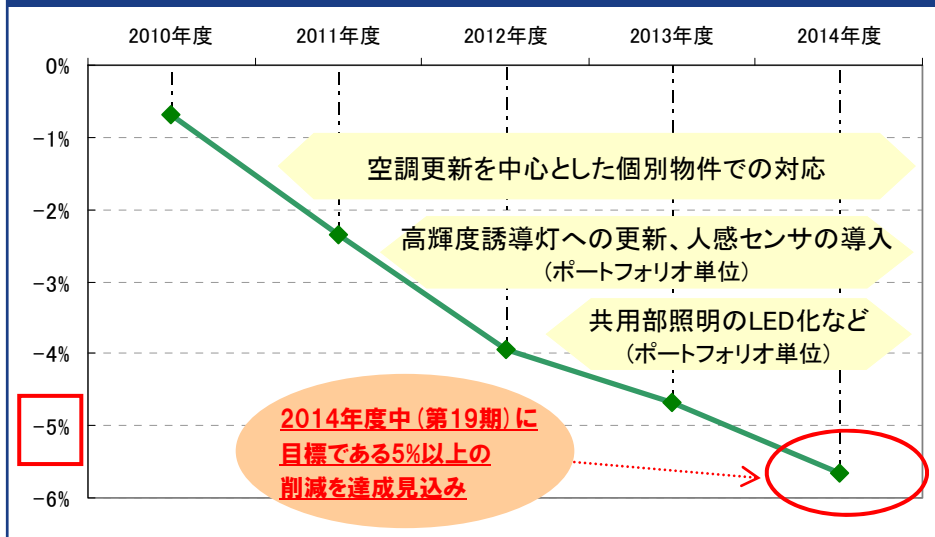 2010年度 2011年度 2012年度 2013年度 2014年度
0%
-1%
-2%
-3%
-4%
-5%
-6%
空調更新を中心とした個別物件での対応
高輝度誘導灯への更新、人感センサの導入
(ポートフォリオ単位)
共用部照明のLED化など
(ポートフォリオ単位)
2014年度中(第19期)に
目標である5%以上の
削減を達成見込み